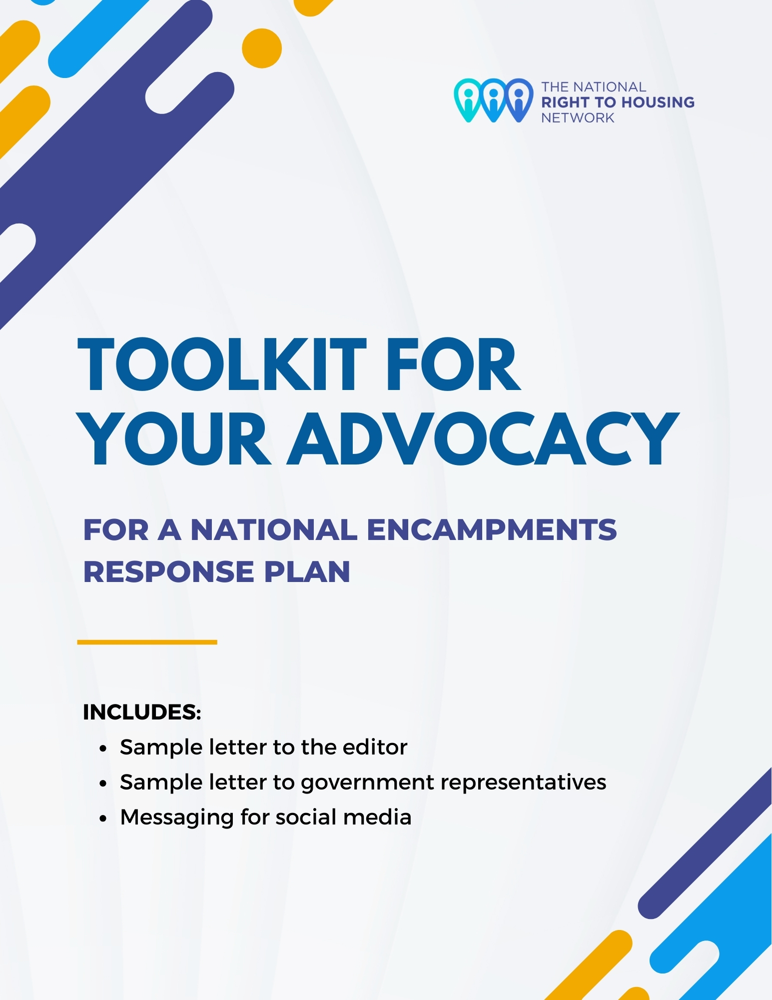 THE NATIONAL
RIGHT TO HOUSING
NETWORK
TOOLKIT FOR
YOUR ADVOCACY
FOR A NATIONAL ENCAMPMENTS
RESPONSE PLAN
INCLUDES:
• Sample letter to the editor
• Sample letter to government representatives
• Messaging for social media